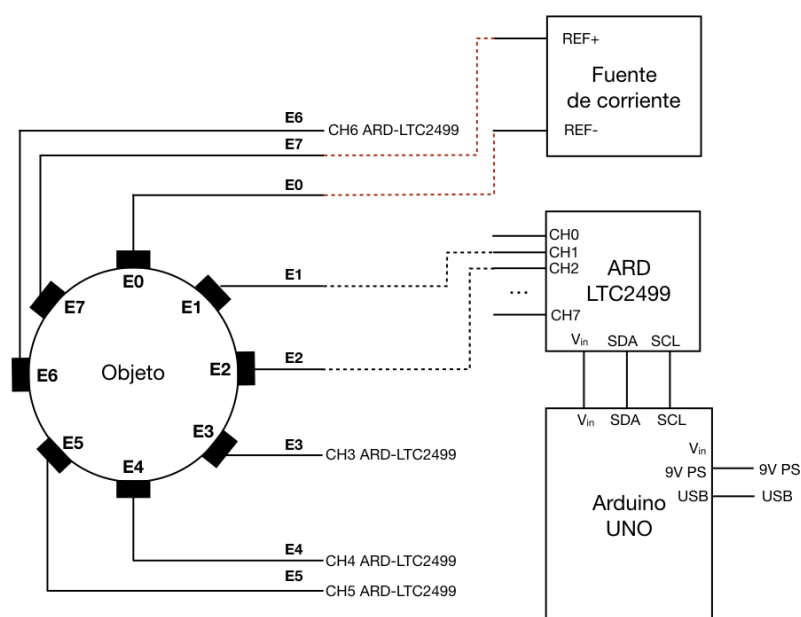 REF+
Fuente
de corriente
REF-
E6
CH6 ARD-LTC2499
E7
E0
E1
E2
E3
CH3 ARD-LTC2499
E4
CH4 ARD-LTC2499
E5
CH5 ARD-LTC2499
E0
E1
E2
E3
E4
E5
E6
E7
Objeto
CH0
CH1
CH2
...
CH7
ARD
LTC2499
Vin SDA SCL
Vin SDA SCL
Vin
9V PS 9V PS
USB USB
Arduino
UNO